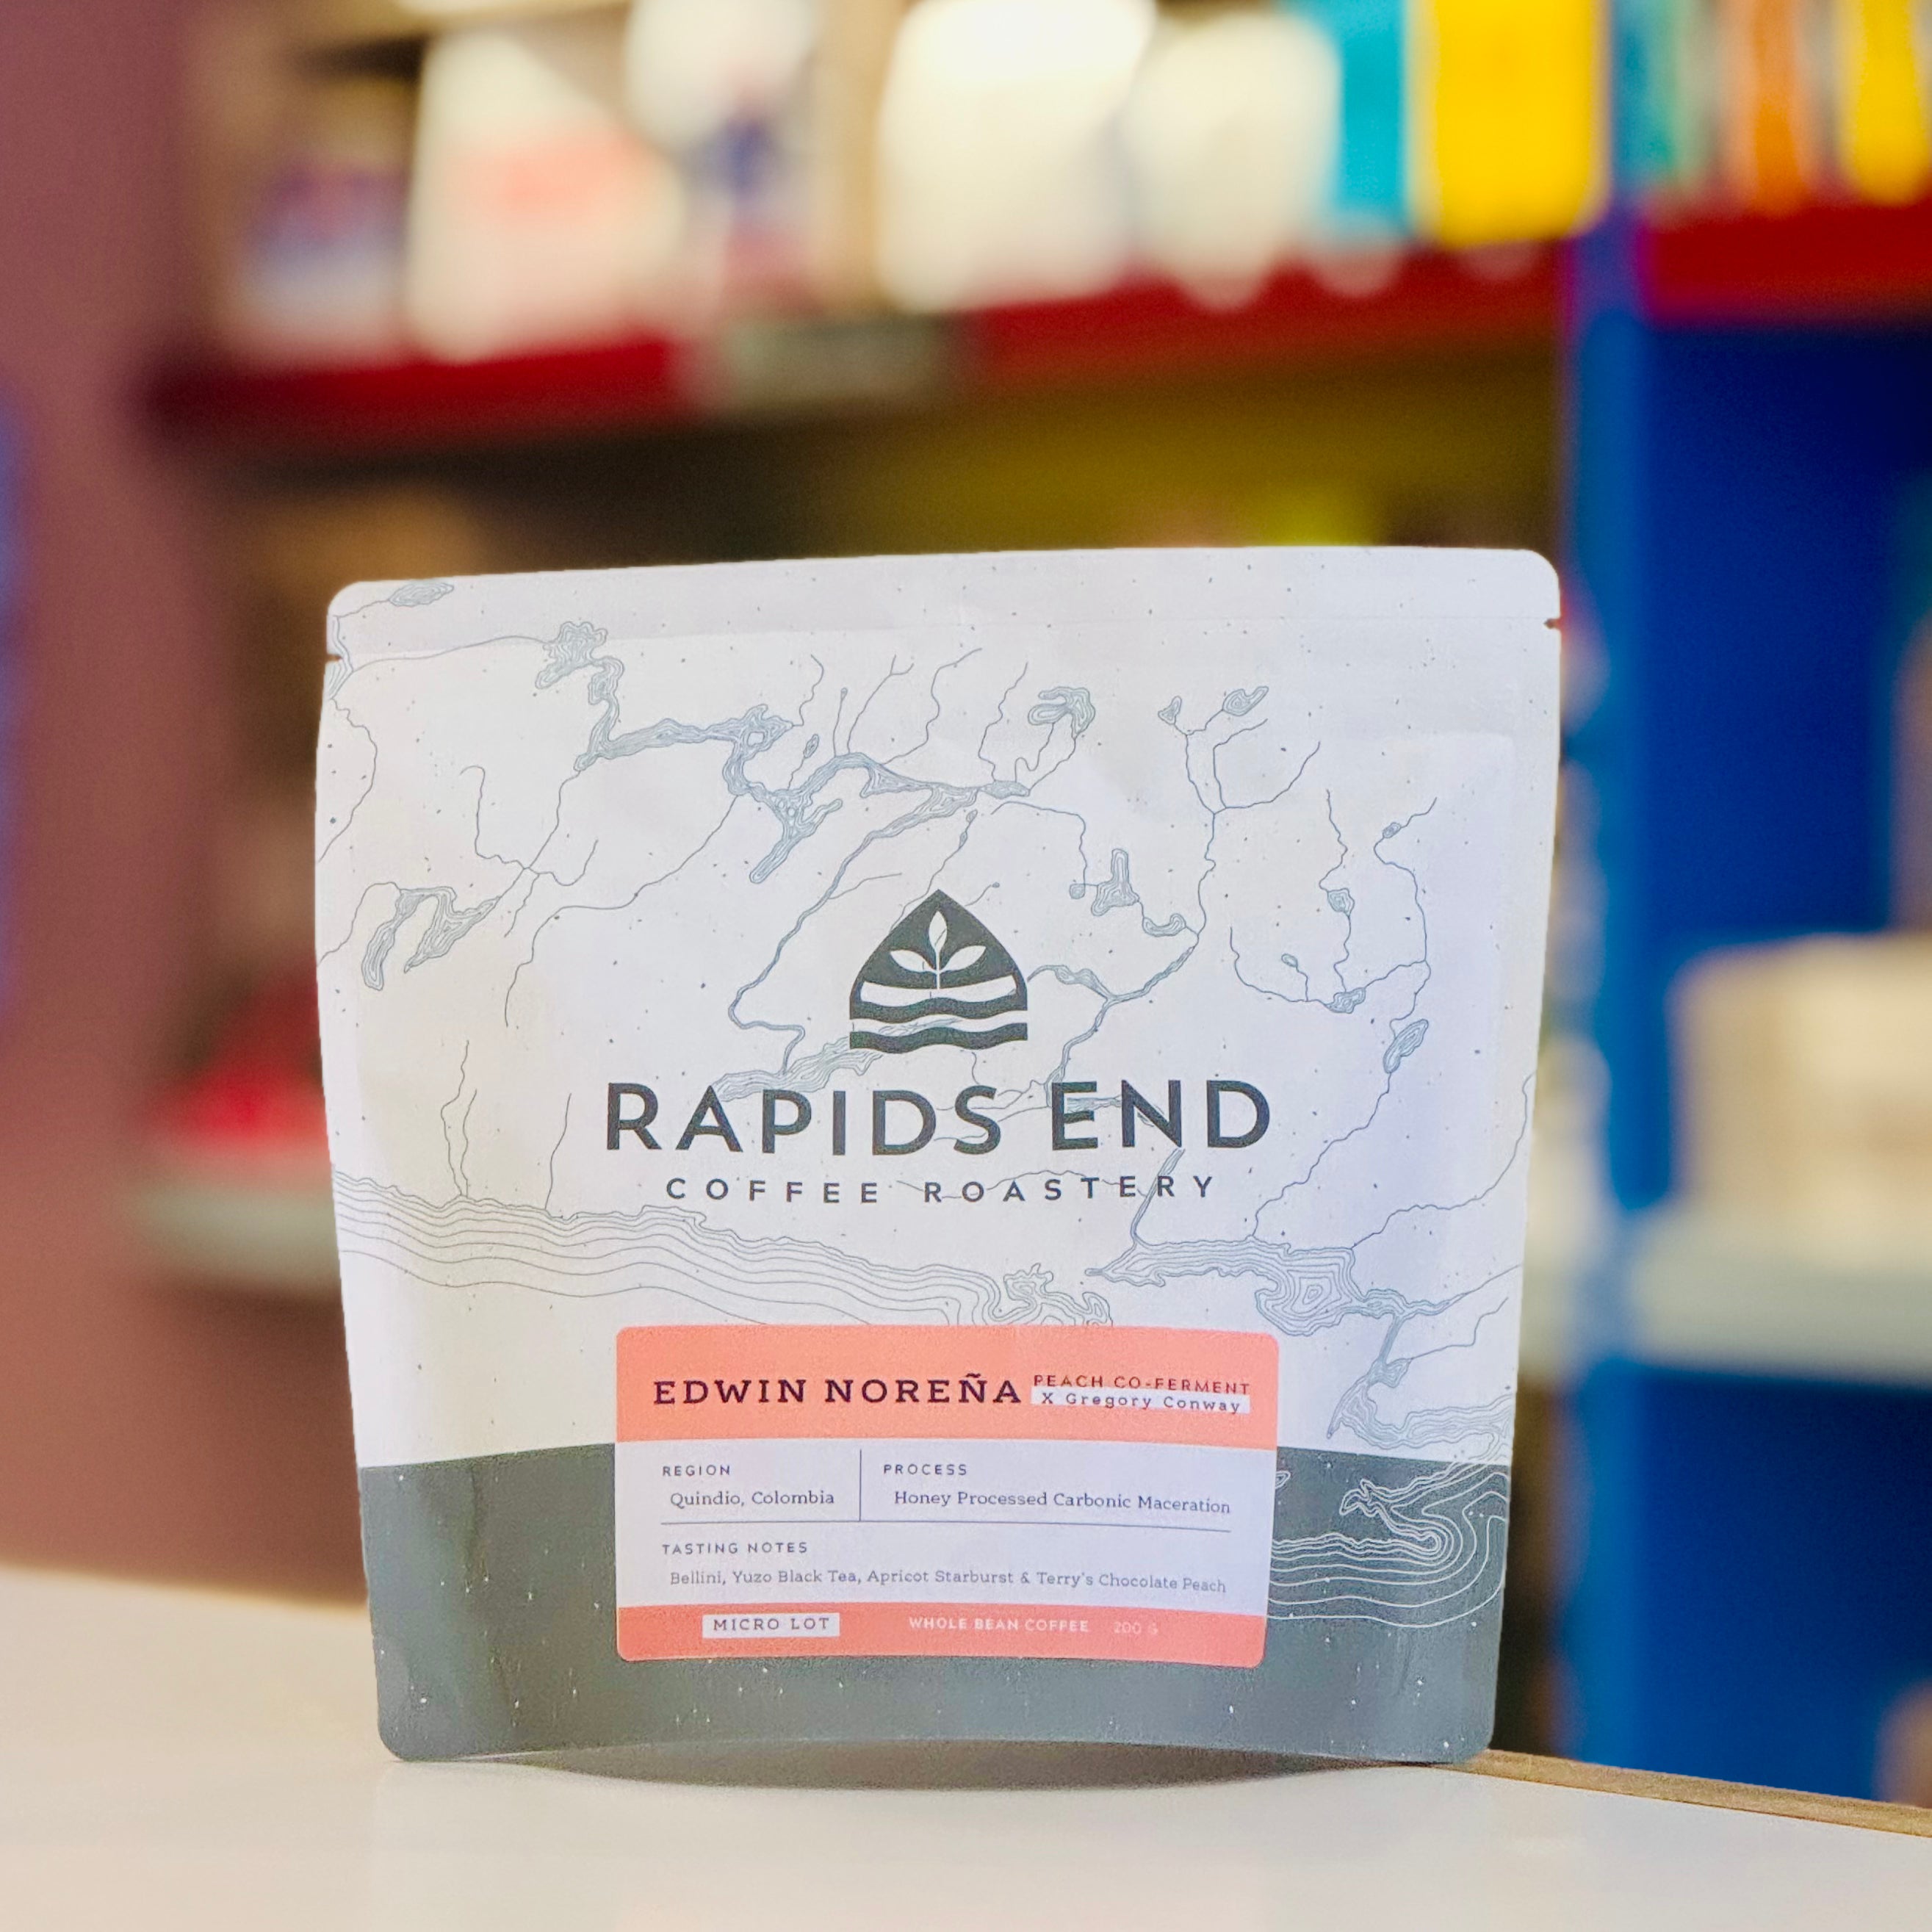 RAPIDS END
COFFEE ROASTERY
EDWIN NOREÑA
PEACH CO-FERMENT
X Gregory Conway
REGION
Quindio, Colombia
PROCESS
Honey Processed Carbonic Maceration
TASTING NOTES
Bellini, Yuzo Black Tea, Apricot Starburst & Terry's Chocolate Peach
MICRO LOT
WHOLE BEAN COFFEE 200 G